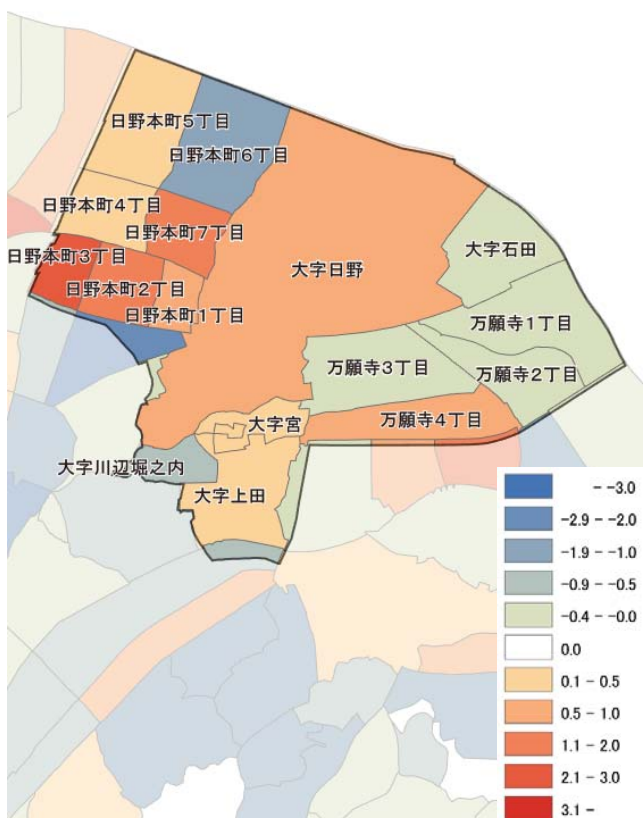 日野本町5丁目
日野本町6丁目
日野本町4丁目
日野本町7丁目
大字石田
日野本町3丁目
大字日野
日野本町2丁目
日野本町1丁目
万願寺1丁目
万願寺3丁目
万願寺2丁目
大字宮
万願寺4丁目
大字川辺堀之内
大字上田
- -3.0
-2.9 - -2.0
-1.9 - -1.0
-0.9 - -0.5
-0.4 - -0.0
0.0
0.1 - 0.5
0.5 - 1.0
1.1 - 2.0
2.1 - 3.0
3.1 -